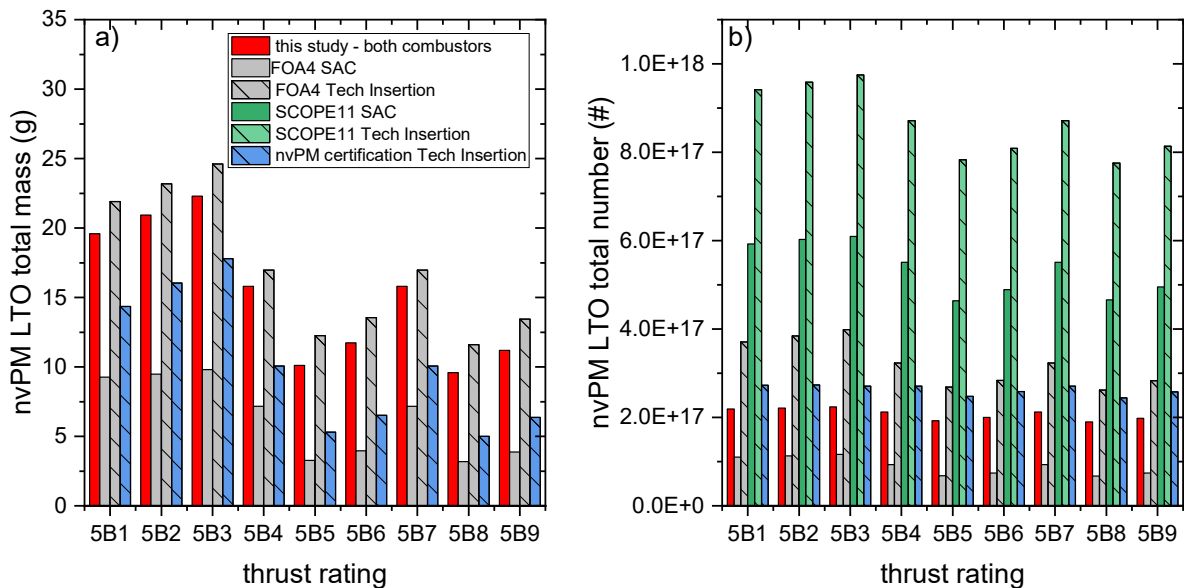 a)
this study - both combustors
FOA4 SAC
FOA4 Tech Insertion
SCOPE11 SAC
SCOPE11 Tech Insertion
nvPM certification Tech Insertion
nvPM LTO total mass (g)
35
30
25
20
15
10
5
0
5B1 5B2 5B3 5B4 5B5 5B6 5B7 5B8 5B9
thrust rating
b)
nvPM LTO total number (#)
1.0E+18
8.0E+17
6.0E+17
4.0E+17
2.0E+17
0.0E+0
5B1 5B2 5B3 5B4 5B5 5B6 5B7 5B8 5B9
thrust rating